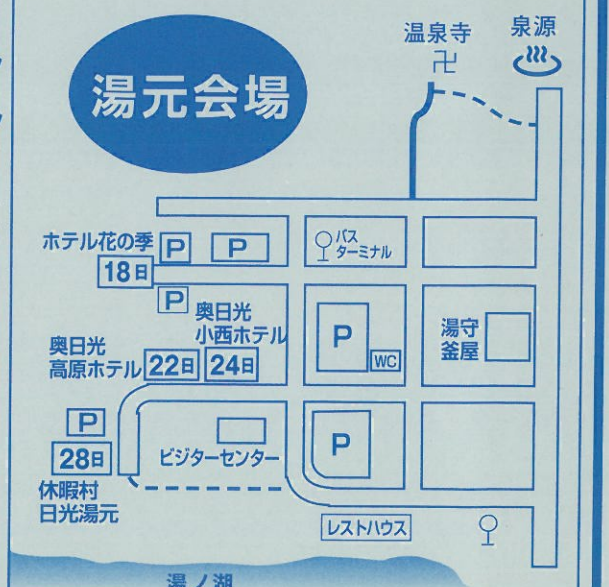 温泉寺
卍
泉源
湯元会場
ホテル花の季
P
P
18日
バス
ターミナル
P
奥日光
小西ホテル
24日
奥日光
高原ホテル
22日
P
WC
湯守
釜屋
P
28日
休暇村
日光湯元
ビジターセンター
P
レストハウス
湯ノ湖